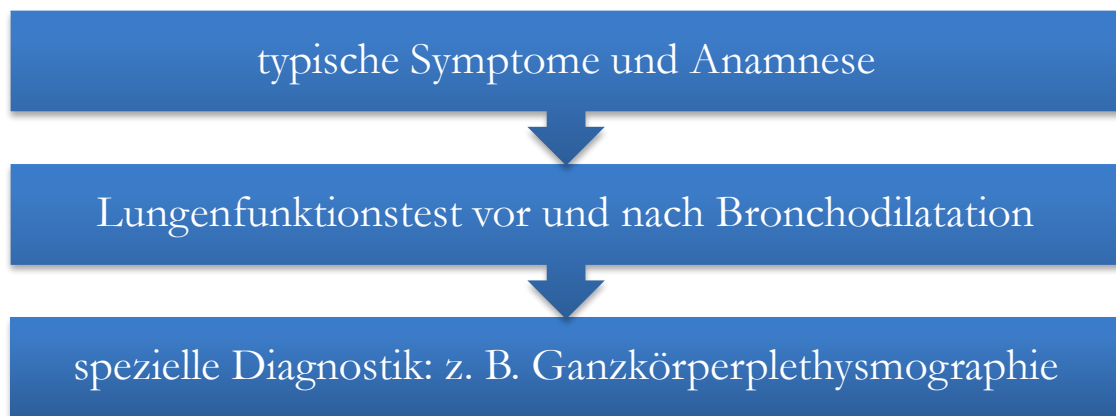 typische Symptome und Anamnese
Lungenfunktionstest vor und nach Bronchodilatation
spezielle Diagnostik: z. B. Ganzkörperplethysmographie